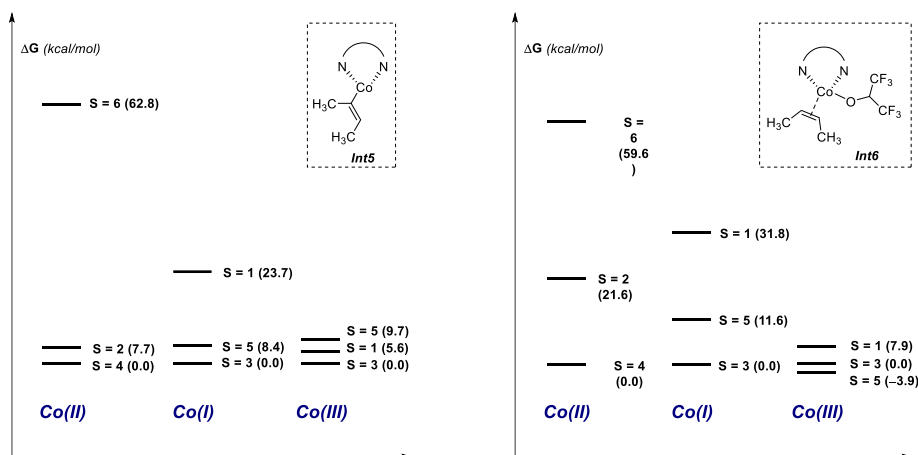 ΔG (kcal/mol)
S = 6 (62.8)
S = 1 (23.7)
S = 2 (7.7)
S = 4 (0.0)
S = 5 (8.4)
S = 3 (0.0)
S = 5 (9.7)
S = 1 (5.6)
S = 3 (0.0)
Co(II)
Co(I)
Co(III)
N
N
Co
H₃C
H₃C
Int5
ΔG (kcal/mol)
S =
6
(59.6
)
S = 2
(21.6)
S = 4
(0.0)
S = 1 (31.8)
S = 5 (11.6)
S = 3 (0.0)
S = 1 (7.9)
S = 3 (0.0)
S = 5 (–3.9)
Co(II)
Co(I)
Co(III)
N
N
CF₃
Co
O
CF₃
H₃C
CH₃
Int6